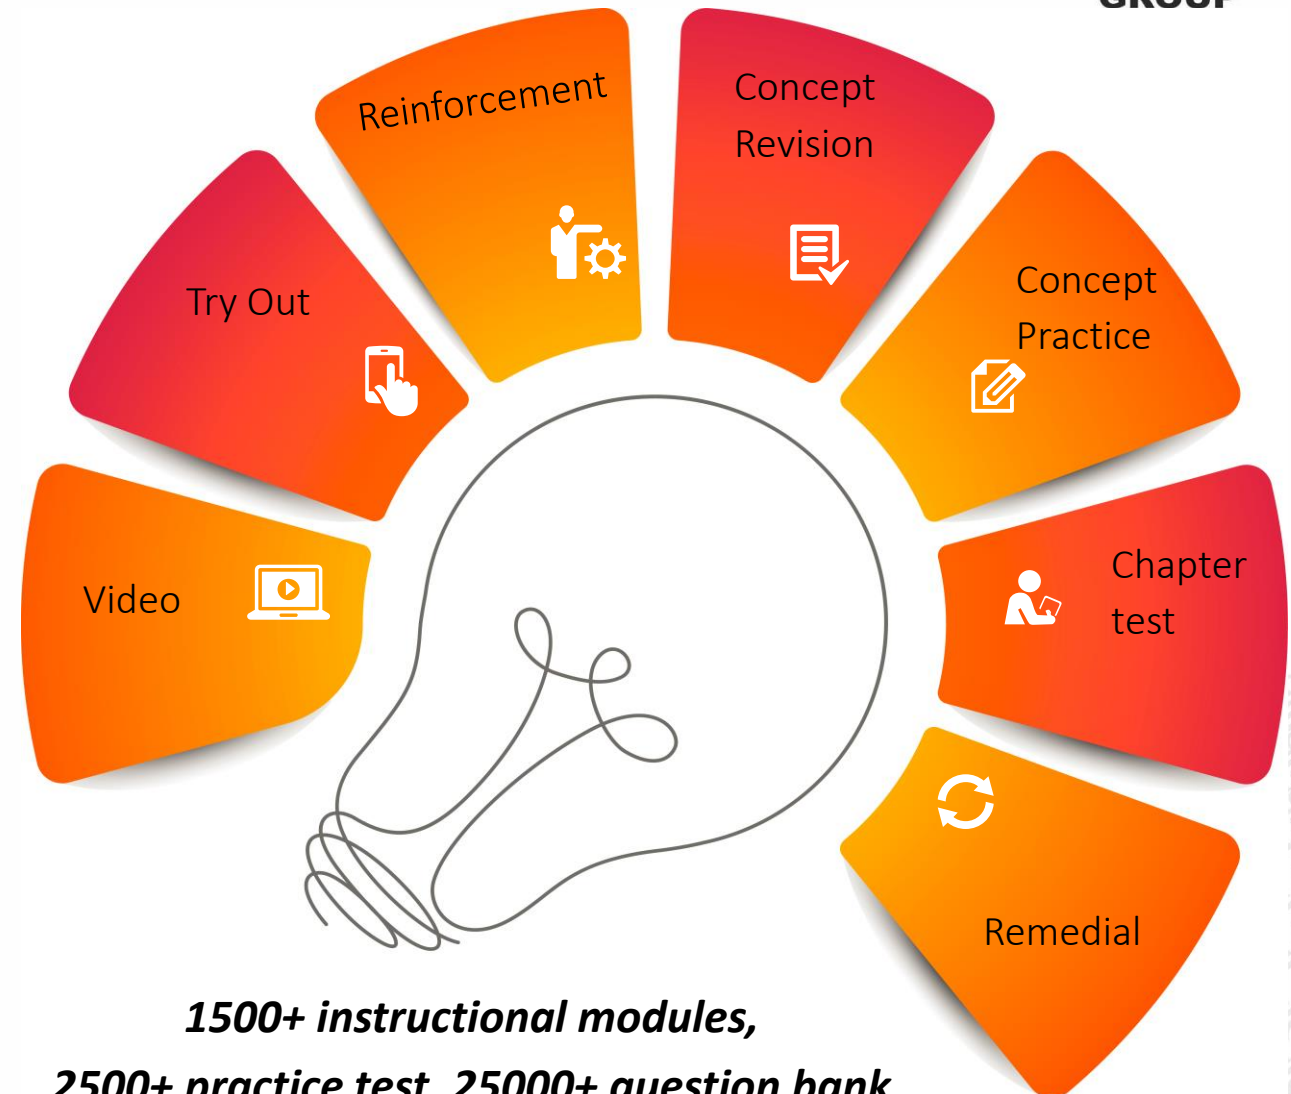 GROUP
Reinforcement
Concept
Revision
Try Out
Concept
Practice
Video
Chapter
test
Remedial
1500+ instructional modules,
2500+ practice test, 25000+ question bank